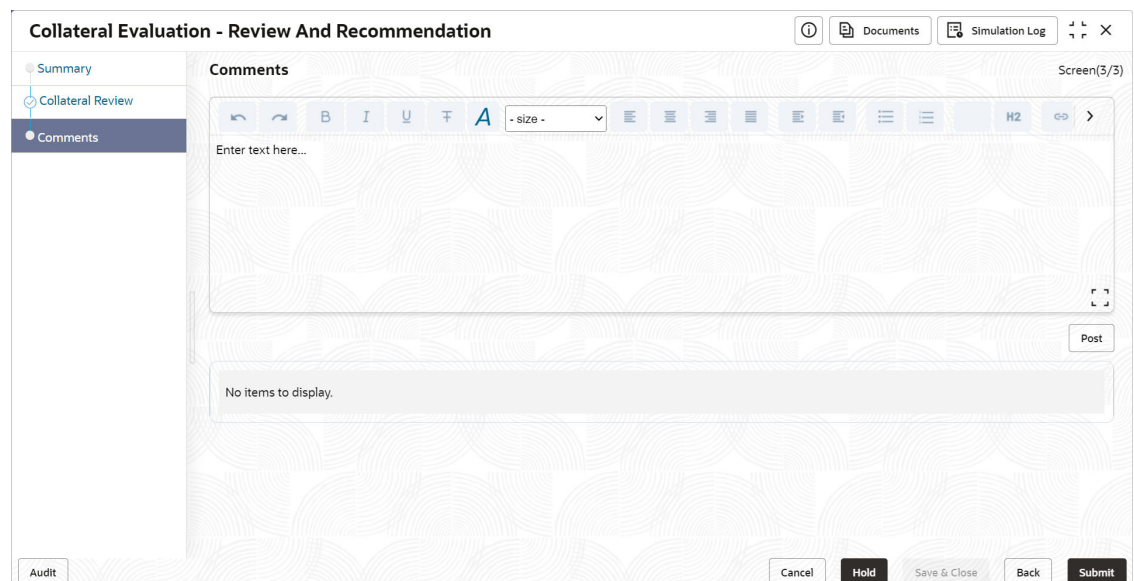 Collateral Evaluation - Review And Recommendation
Documents
Simulation Log
Summary
Collateral Review
Comments
Comments
Screen(3/3)
B I U T A - size - H2
Enter text here...
Post
No items to display.
Audit
Cancel
Hold
Save & Close
Back
Submit